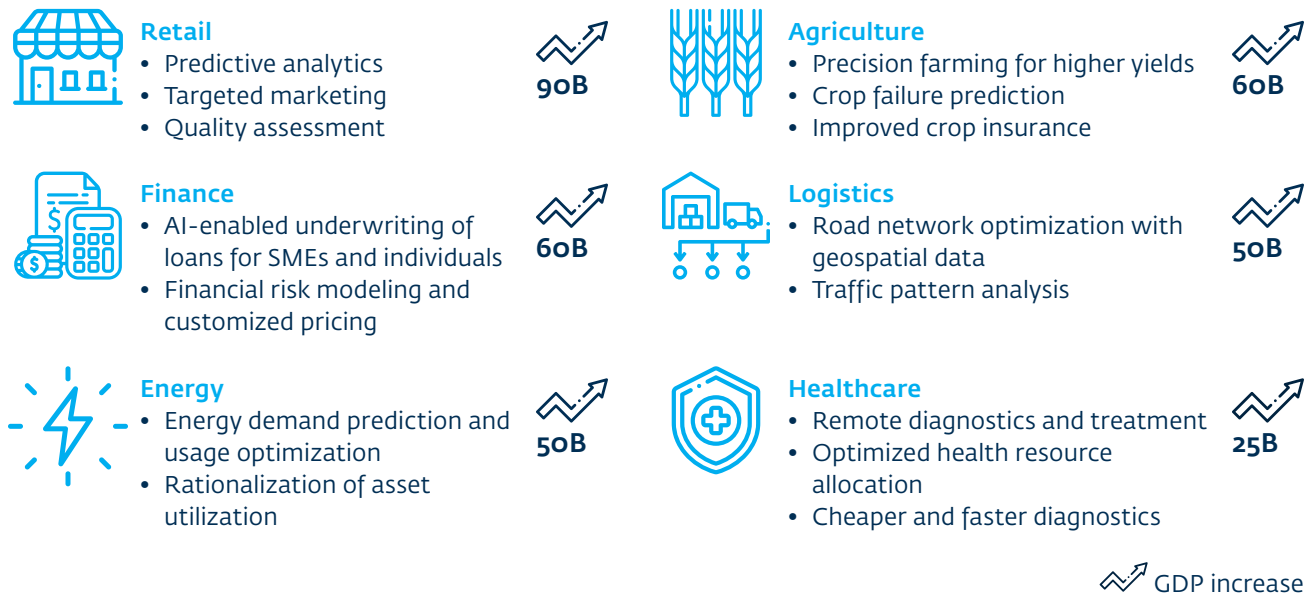 Retail
• Predictive analytics
• Targeted marketing
• Quality assessment
90B
Agriculture
• Precision farming for higher yields
• Crop failure prediction
• Improved crop insurance
60B
Finance
• AI-enabled underwriting of
loans for SMEs and individuals
• Financial risk modeling and
customized pricing
60B
Logistics
• Road network optimization with
geospatial data
• Traffic pattern analysis
50B
Energy
• Energy demand prediction and
usage optimization
• Rationalization of asset
utilization
50B
Healthcare
• Remote diagnostics and treatment
• Optimized health resource
allocation
• Cheaper and faster diagnostics
25B
$
$
GDP increase